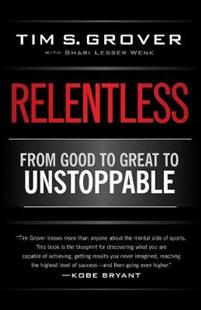 TIM S. GROVER
WITH SHARI LESSER WENK
RELENTLESS
FROM GOOD TO GREAT TO
UNSTOPPABLE
"Tim Grover knows more than anyone about the mental side of sports.
This book is the blueprint for discovering what you are
capable of achieving, getting results you never imagined, reaching
the highest level of success—and then going even higher."
—KOBE BRYANT